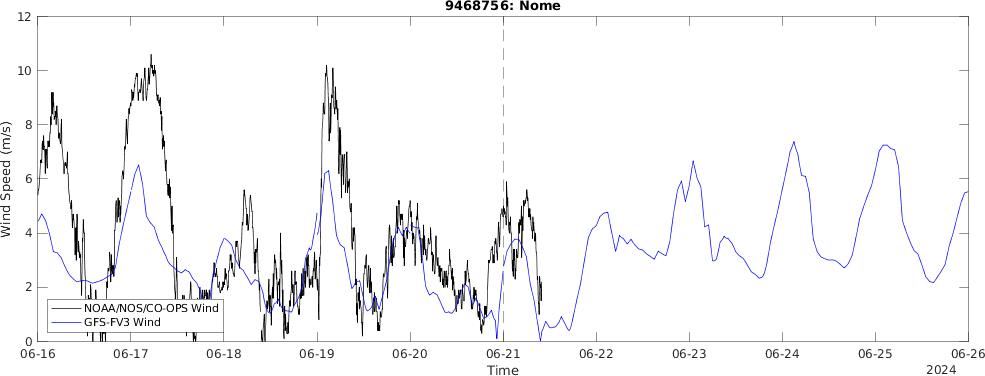 9468756: Nome
Wind Speed (m/s)
12
10
8
6
4
2
0
NOAA/NOS/CO-OPS Wind
GFS-FV3 Wind
06-16 06-17 06-18 06-19 06-20 06-21 06-22 06-23 06-24 06-25 06-26
Time
2024